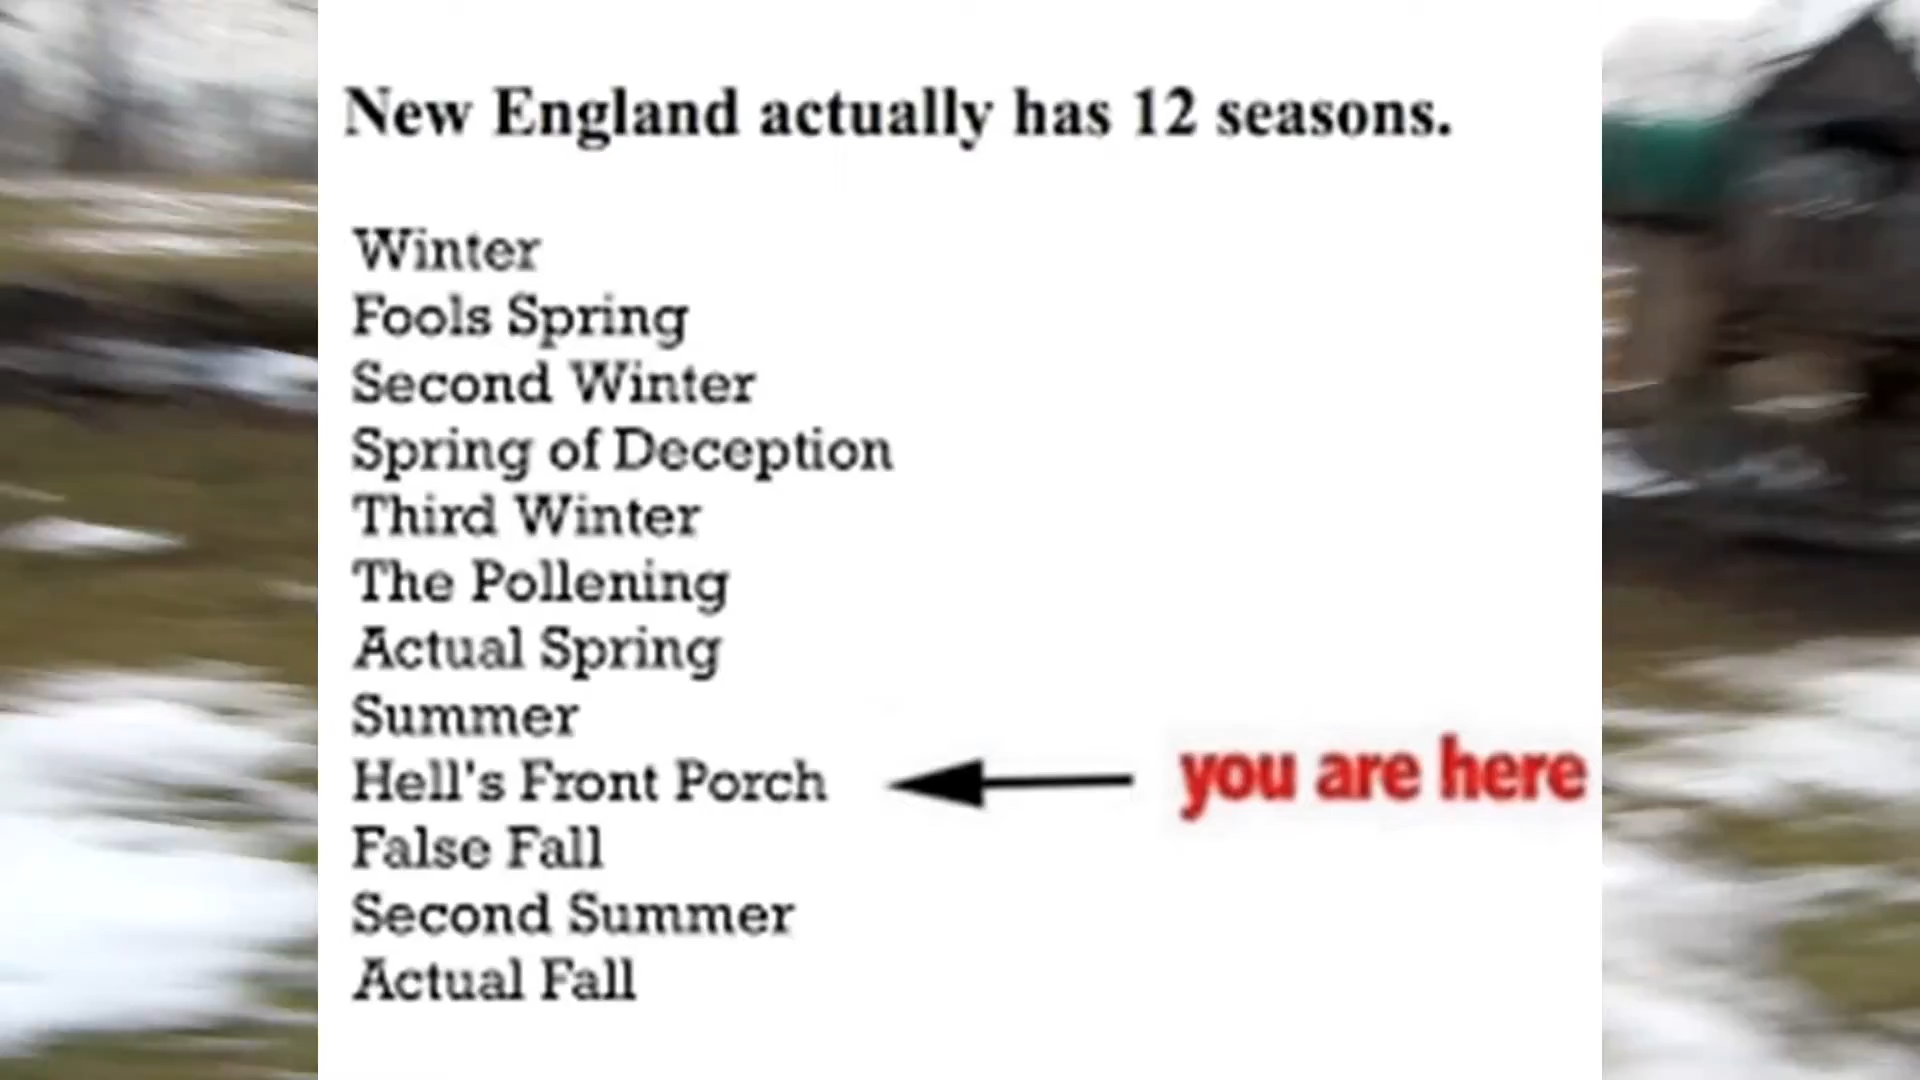 New England actually has 12 seasons.
Winter
Fools Spring
Second Winter
Spring of Deception
Third Winter
The Pollening
Actual Spring
Summer
Hell's Front Porch you are here
False Fall
Second Summer
Actual Fall